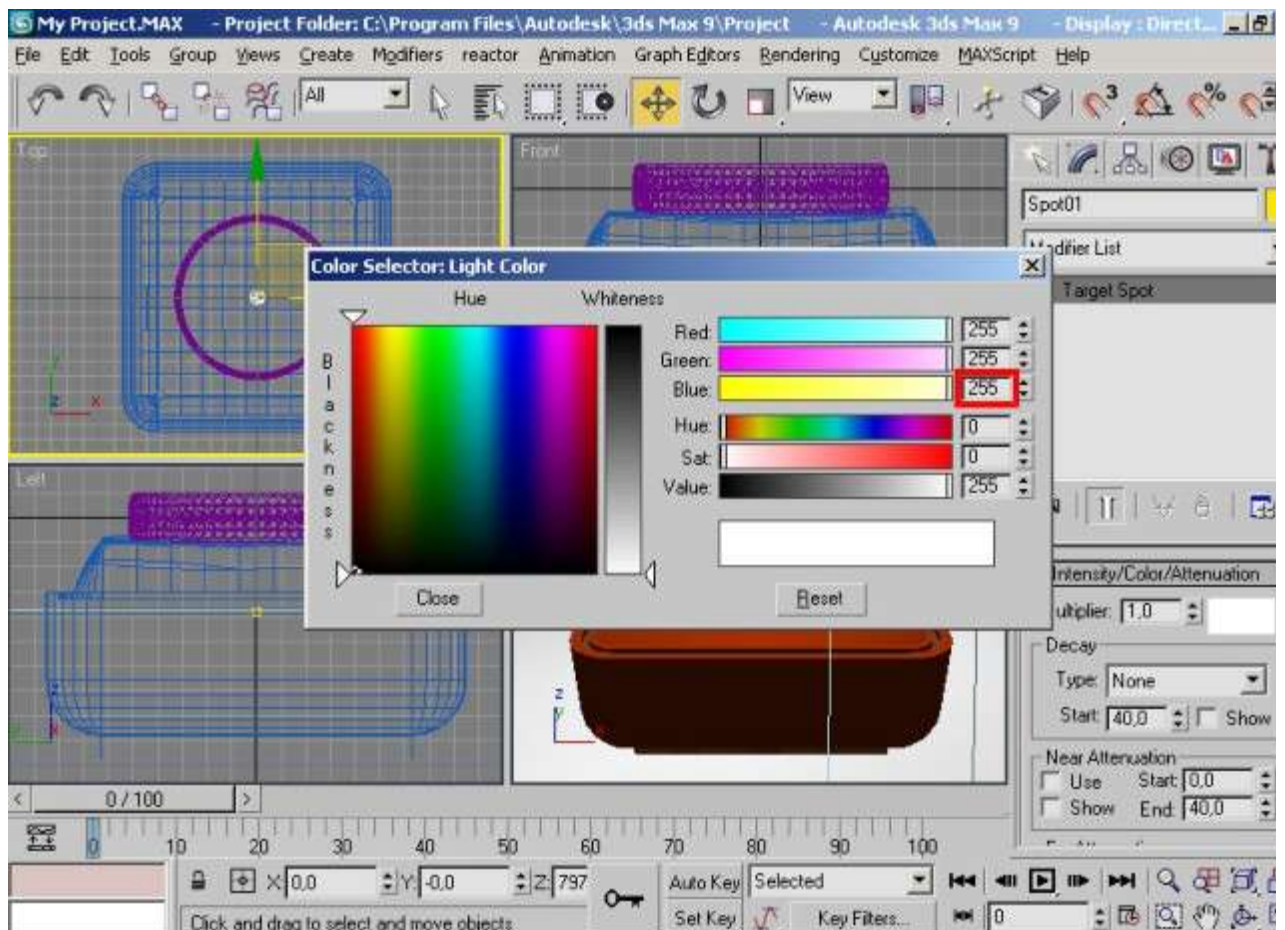 My Project.MAX - Project Folder: C:\Program Files\Autodesk\3ds Max 9\Project - Autodesk 3ds Max 9 - Display : Direct...
File Edit Tools Group Views Create Modifiers reactor Animation Graph Editors Rendering Customize MAXScript Help
All View 3 %
Top Front
Spot01
Modifier List
Target Spot
Color Selector: Light Color
Hue Whiteness
Blackness
Red: 255
Green: 255
Blue: 255
Hue: 0
Sat: 0
Value: 255
Close Reset
Left
Intensity/Color/Attenuation
ultiplier: 1,0
Decay
Type: None
Start: 40,0 Show
Near Attenuation
Use Start: 0,0
Show End: 40,0
0 / 100
0 10 20 30 40 50 60 70 80 90 100
X: 0,0 Y: -0,0 Z: 797 Auto Key Selected
Click and drag to select and move objects Set Key Key Filters... 0